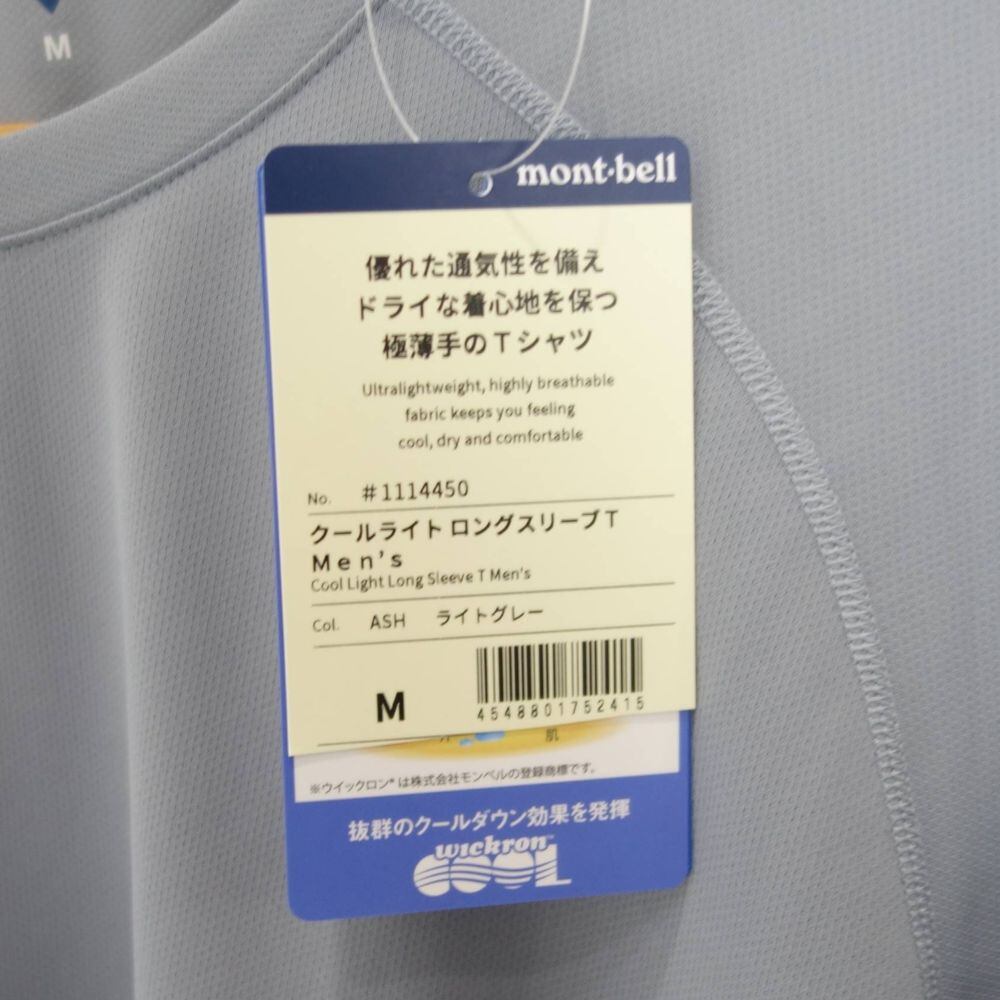 M
mont·bell
優れた通気性を備え
ドライな着心地を保つ
極薄手のTシャツ
Ultralightweight, highly breathable
fabric keeps you feeling
cool, dry and comfortable
No. #1114450
クールライト ロングスリーブT
Men's
Cool Light Long Sleeve T Men's
Col. ASH ライトグレー
M
4548801752415
肌
※ウイックロン®は株式会社モンベルの登録商標です。
抜群のクールダウン効果を発揮
wickron™
COOL